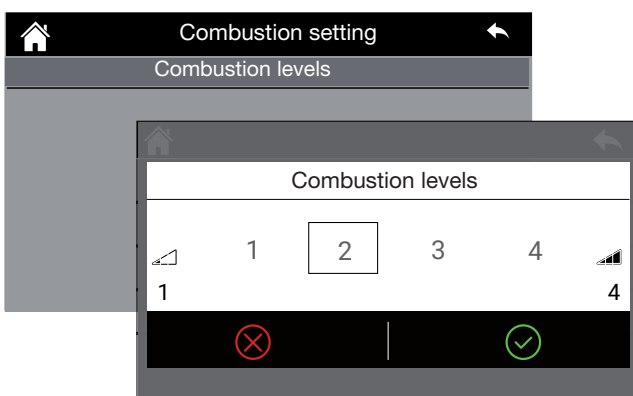 Combustion setting
Combustion levels
Combustion levels
1 2 3 4
1 4